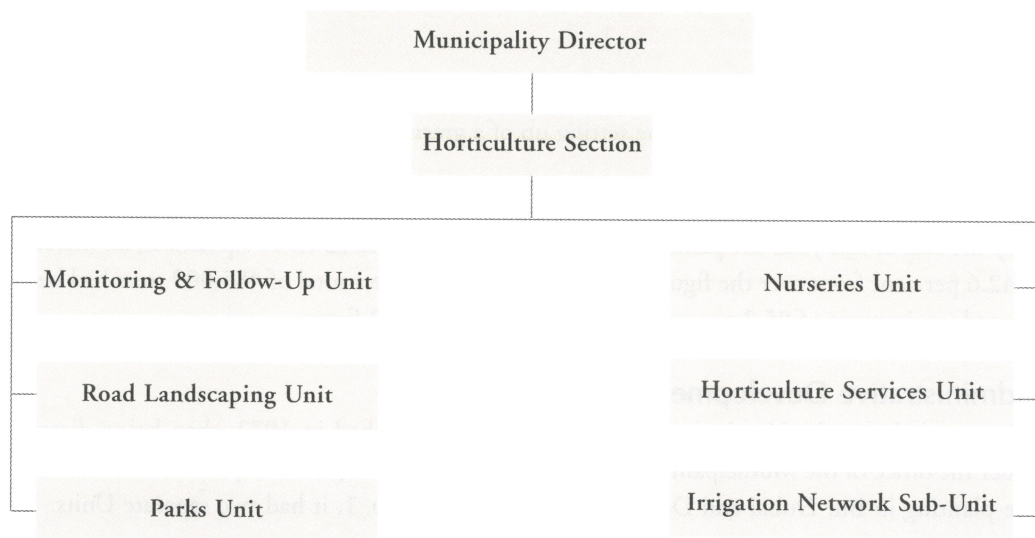 Municipality Director
Horticulture Section
Monitoring & Follow-Up Unit
Nurseries Unit
Road Landscaping Unit
Horticulture Services Unit
Parks Unit
Irrigation Network Sub-Unit